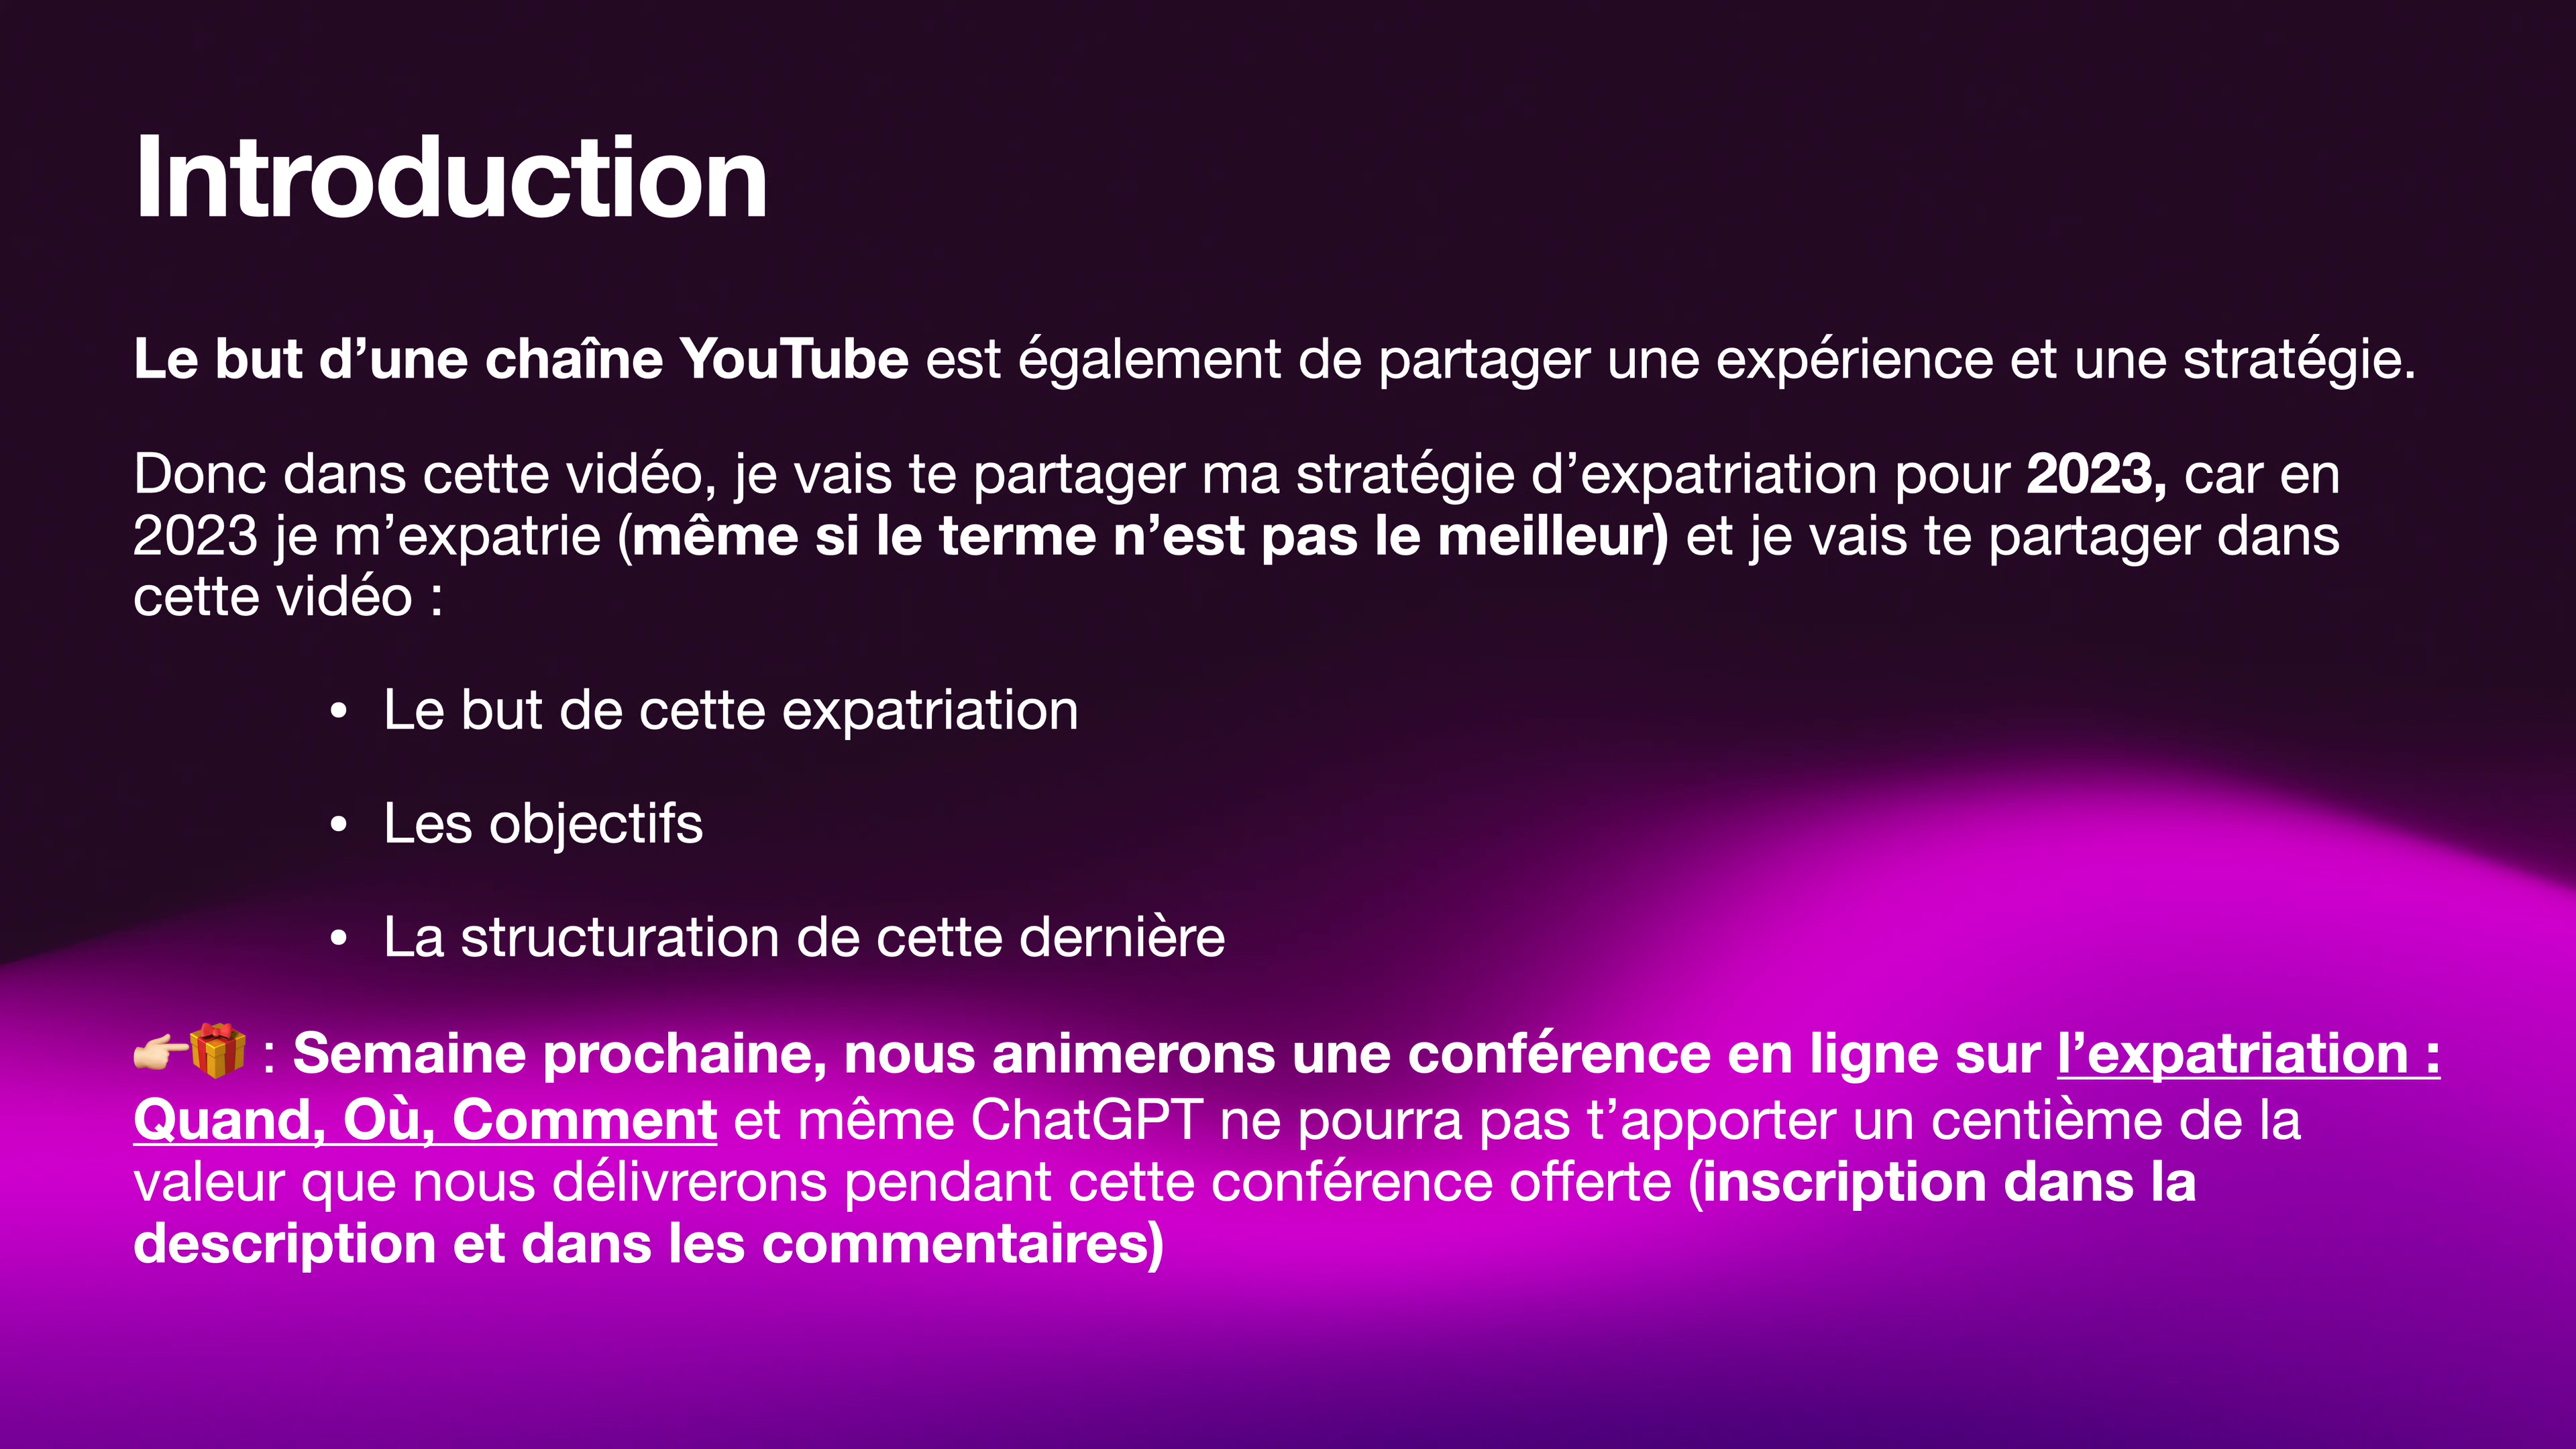 Introduction
Le but d’une chaîne YouTube est également de partager une expérience et une stratégie.
Donc dans cette vidéo, je vais te partager ma stratégie d’expatriation pour 2023, car en
2023 je m’expatrie (même si le terme n’est pas le meilleur) et je vais te partager dans
cette vidéo :
• Le but de cette expatriation
• Les objectifs
• La structuration de cette dernière
👉🏻🎁 : Semaine prochaine, nous animerons une conférence en ligne sur l’expatriation :
Quand, Où, Comment et même ChatGPT ne pourra pas t’apporter un centième de la
valeur que nous délivrerons pendant cette conférence offerte (inscription dans la
description et dans les commentaires)